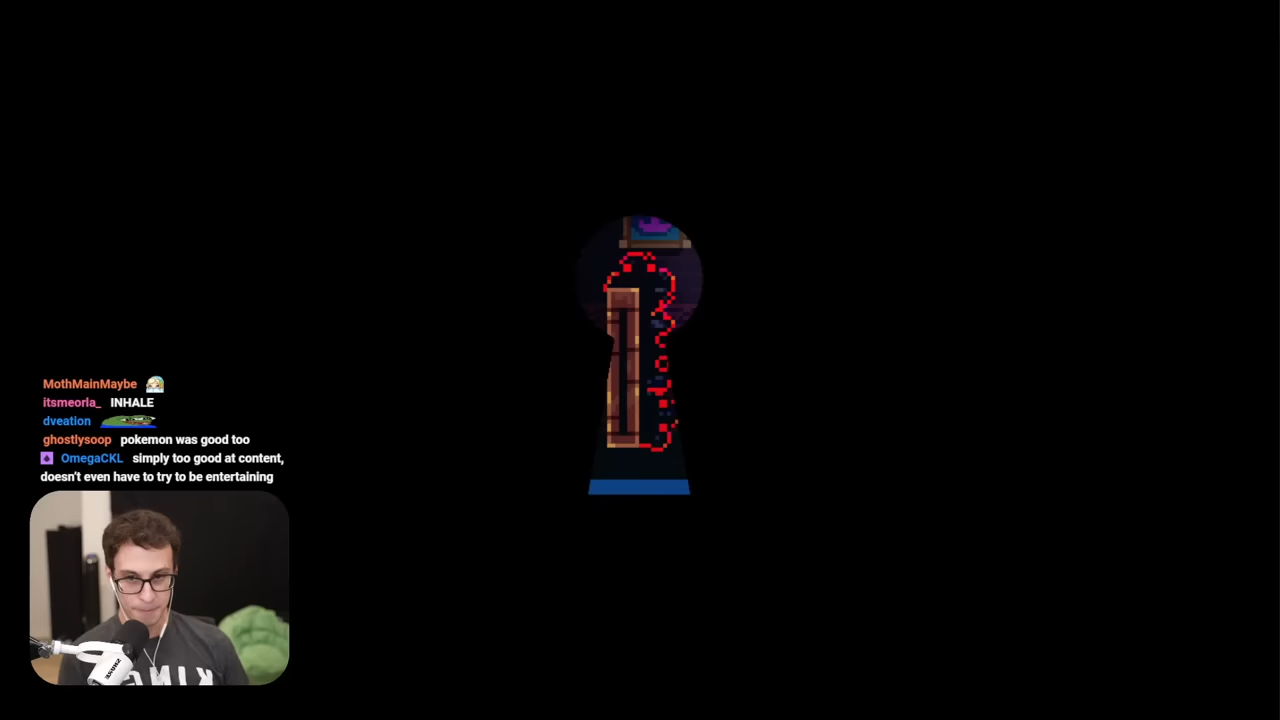 MothMainMaybe
itsmeorla_ INHALE
dveation
ghostlysoop pokemon was good too
OmegaCKL simply too good at content,
doesn't even have to try to be entertaining